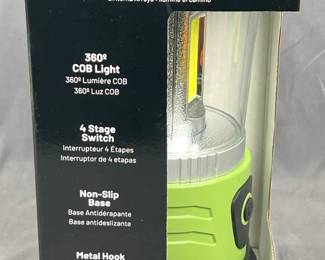 360º
COB Light
360º Lumière COB
360º Luz COB
4 Stage
Switch
Interrupteur 4 Étapes
Interruptor de 4 etapas
Non-Slip
Base
Base Antidérapante
Base antideslizante
Metal Hook